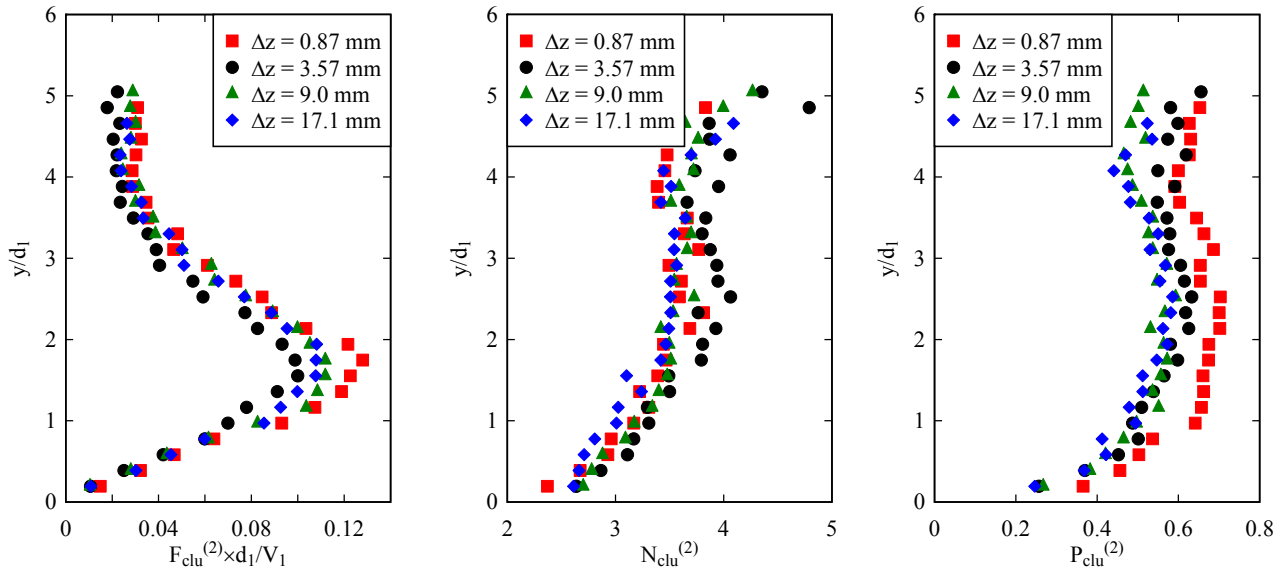 6
5
4
3
2
1
0
y/d₁
Δz = 0.87 mm
Δz = 3.57 mm
Δz = 9.0 mm
Δz = 17.1 mm
0 0.04 0.08 0.12
F_clu⁽²⁾×d₁/V₁
6
5
4
3
2
1
0
y/d₁
Δz = 0.87 mm
Δz = 3.57 mm
Δz = 9.0 mm
Δz = 17.1 mm
2 3 4 5
N_clu⁽²⁾
6
5
4
3
2
1
0
y/d₁
Δz = 0.87 mm
Δz = 3.57 mm
Δz = 9.0 mm
Δz = 17.1 mm
0 0.2 0.4 0.6 0.8
P_clu⁽²⁾